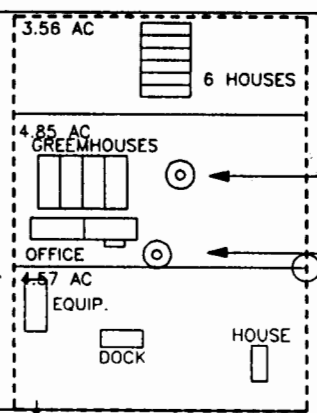 3.56 AC
6 HOUSES
4.85 AC
GREEMHOUSES
OFFICE
4.57 AC
EQUIP.
DOCK
HOUSE